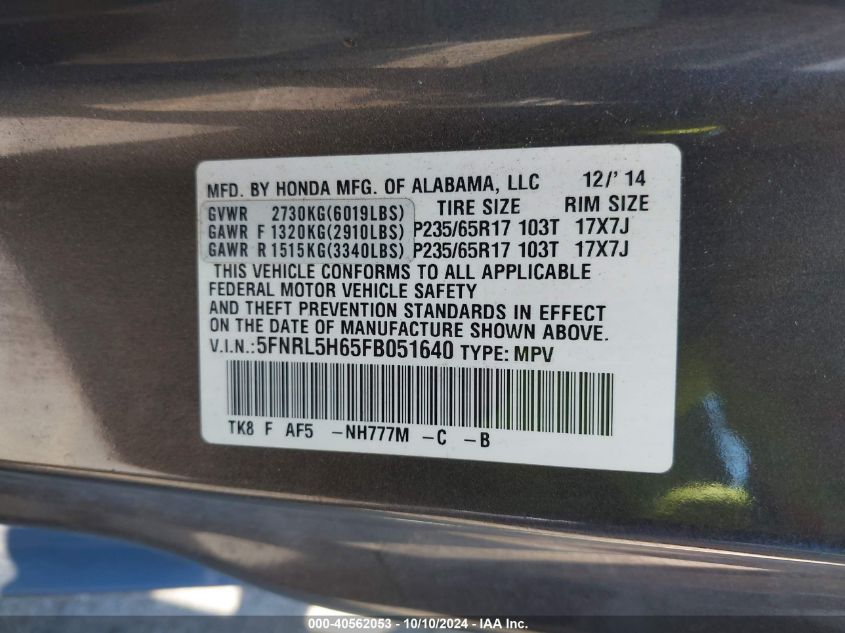 MFD. BY HONDA MFG. OF ALABAMA, LLC 12/'14
GVWR 2730KG(6019LBS) TIRE SIZE RIM SIZE
GAWR F 1320KG(2910LBS) P235/65R17 103T 17X7J
GAWR R 1515KG(3340LBS) P235/65R17 103T 17X7J
THIS VEHICLE CONFORMS TO ALL APPLICABLE
FEDERAL MOTOR VEHICLE SAFETY
AND THEFT PREVENTION STANDARDS IN EFFECT
ON THE DATE OF MANUFACTURE SHOWN ABOVE.
V.I.N.:5FNRL5H65FB051640 TYPE: MPV
TK8 F AF5 -NH777M -C -B
©00-40562053 - 10/10/2024 - IAA Inc.